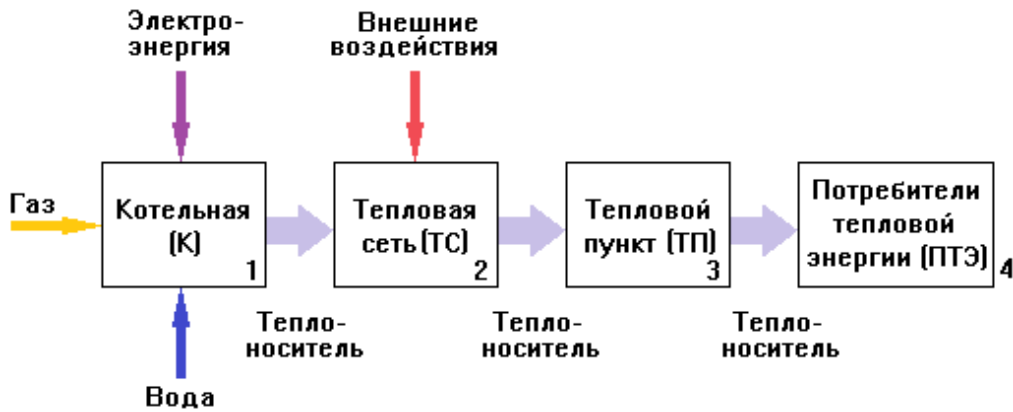 Электро-
энергия
Внешние
воздействия
Газ
Котельная
(К)
1
Тепловая
сеть (ТС)
2
Тепловой
пункт (ТП)
3
Потребители
тепловой
энергии (ПТЭ)
4
Тепло-
носитель
Тепло-
носитель
Тепло-
носитель
Вода